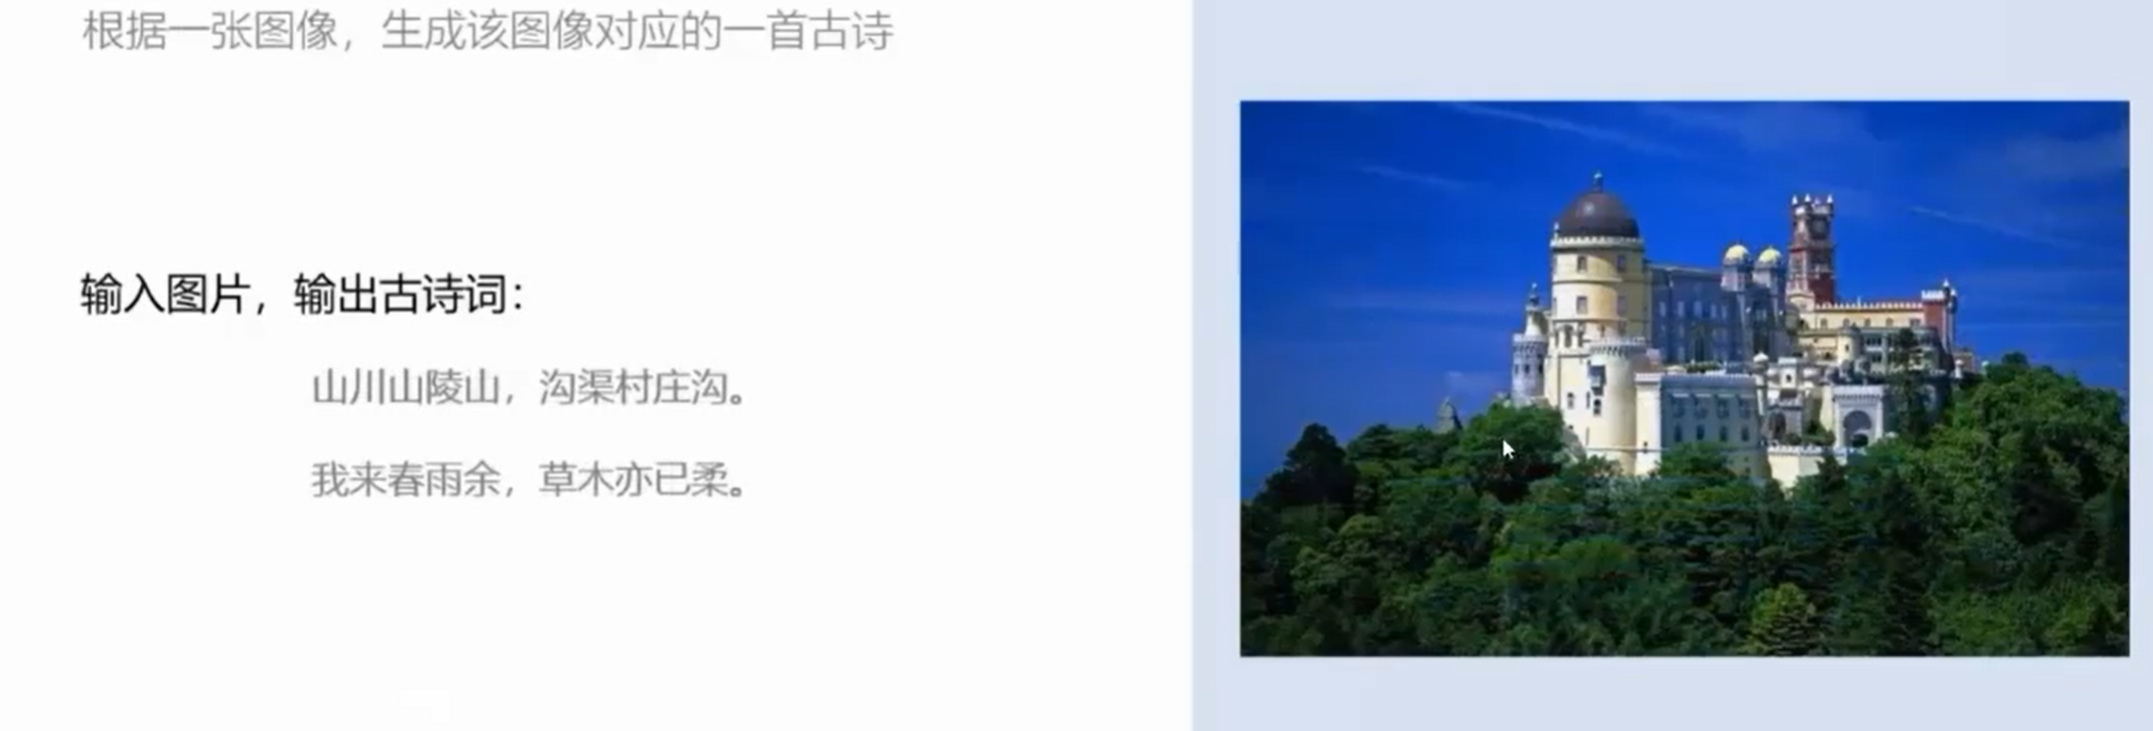 根据一张图像，生成该图像对应的一首古诗
输入图片，输出古诗词：
山川山陵山，沟渠村庄沟。
我来春雨余，草木亦已柔。